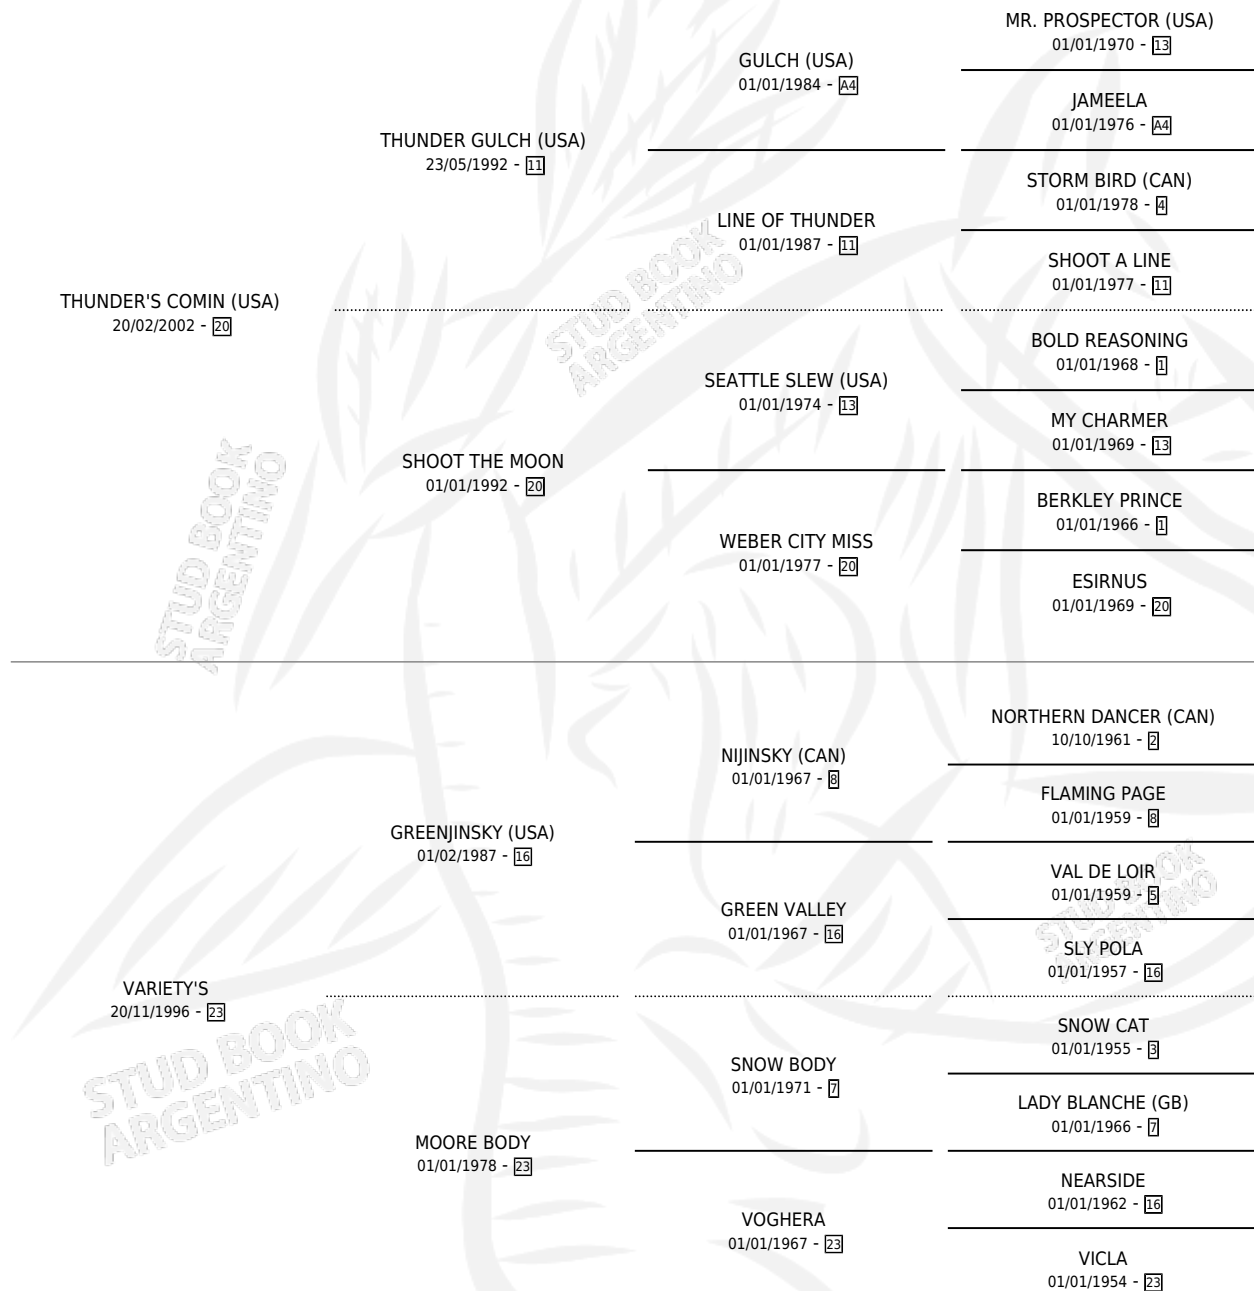 MR. PROSPECTOR (USA)
01/01/1970 - 13
GULCH (USA)
01/01/1984 - A4
JAMEELA
01/01/1976 - A4
THUNDER GULCH (USA)
23/05/1992 - 11
STORM BIRD (CAN)
01/01/1978 - 4
LINE OF THUNDER
01/01/1987 - 11
SHOOT A LINE
01/01/1977 - 11
THUNDER'S COMIN (USA)
20/02/2002 - 20
BOLD REASONING
01/01/1968 - 1
SEATTLE SLEW (USA)
01/01/1974 - 13
MY CHARMER
01/01/1969 - 13
SHOOT THE MOON
01/01/1992 - 20
BERKLEY PRINCE
01/01/1966 - 1
WEBER CITY MISS
01/01/1977 - 20
ESIRNUS
01/01/1969 - 20
NORTHERN DANCER (CAN)
10/10/1961 - 2
NIJINSKY (CAN)
01/01/1967 - 8
FLAMING PAGE
01/01/1959 - 8
GREENJINSKY (USA)
01/02/1987 - 16
VAL DE LOIR
01/01/1959 - 5
GREEN VALLEY
01/01/1967 - 16
SLY POLA
01/01/1957 - 16
VARIETY'S
20/11/1996 - 23
SNOW CAT
01/01/1955 - 3
SNOW BODY
01/01/1971 - 7
LADY BLANCHE (GB)
01/01/1966 - 7
MOORE BODY
01/01/1978 - 23
NEARSIDE
01/01/1962 - 16
VOGHERA
01/01/1967 - 23
VICLA
01/01/1954 - 23
STUD BOOK
ARGENTINO
STUD BOOK
ARGENTINO
STUD BOOK
ARGENTINO
STUD BOOK
ARGENTINO